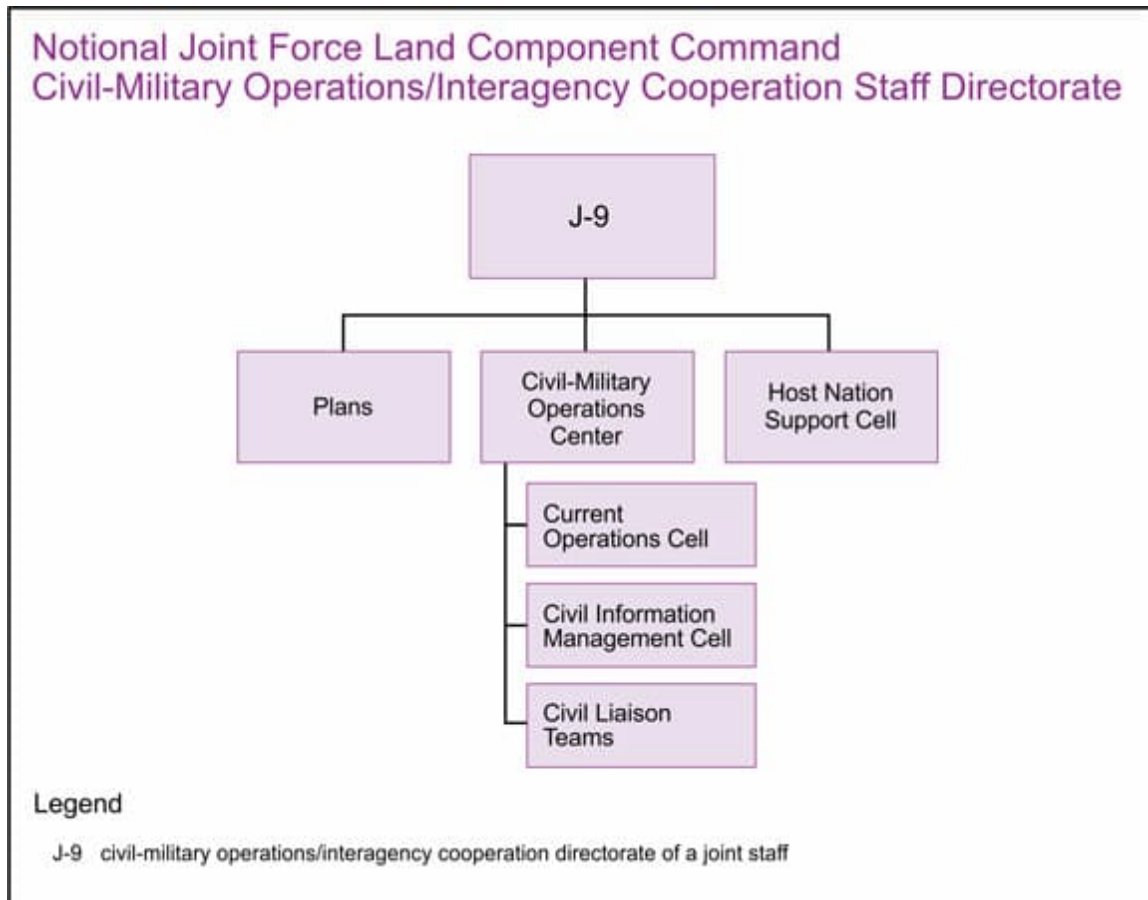 Notional Joint Force Land Component Command
Civil-Military Operations/Interagency Cooperation Staff Directorate
J-9
Plans
Civil-Military
Operations
Center
Host Nation
Support Cell
Current
Operations Cell
Civil Information
Management Cell
Civil Liaison
Teams
Legend
J-9 civil-military operations/interagency cooperation directorate of a joint staff